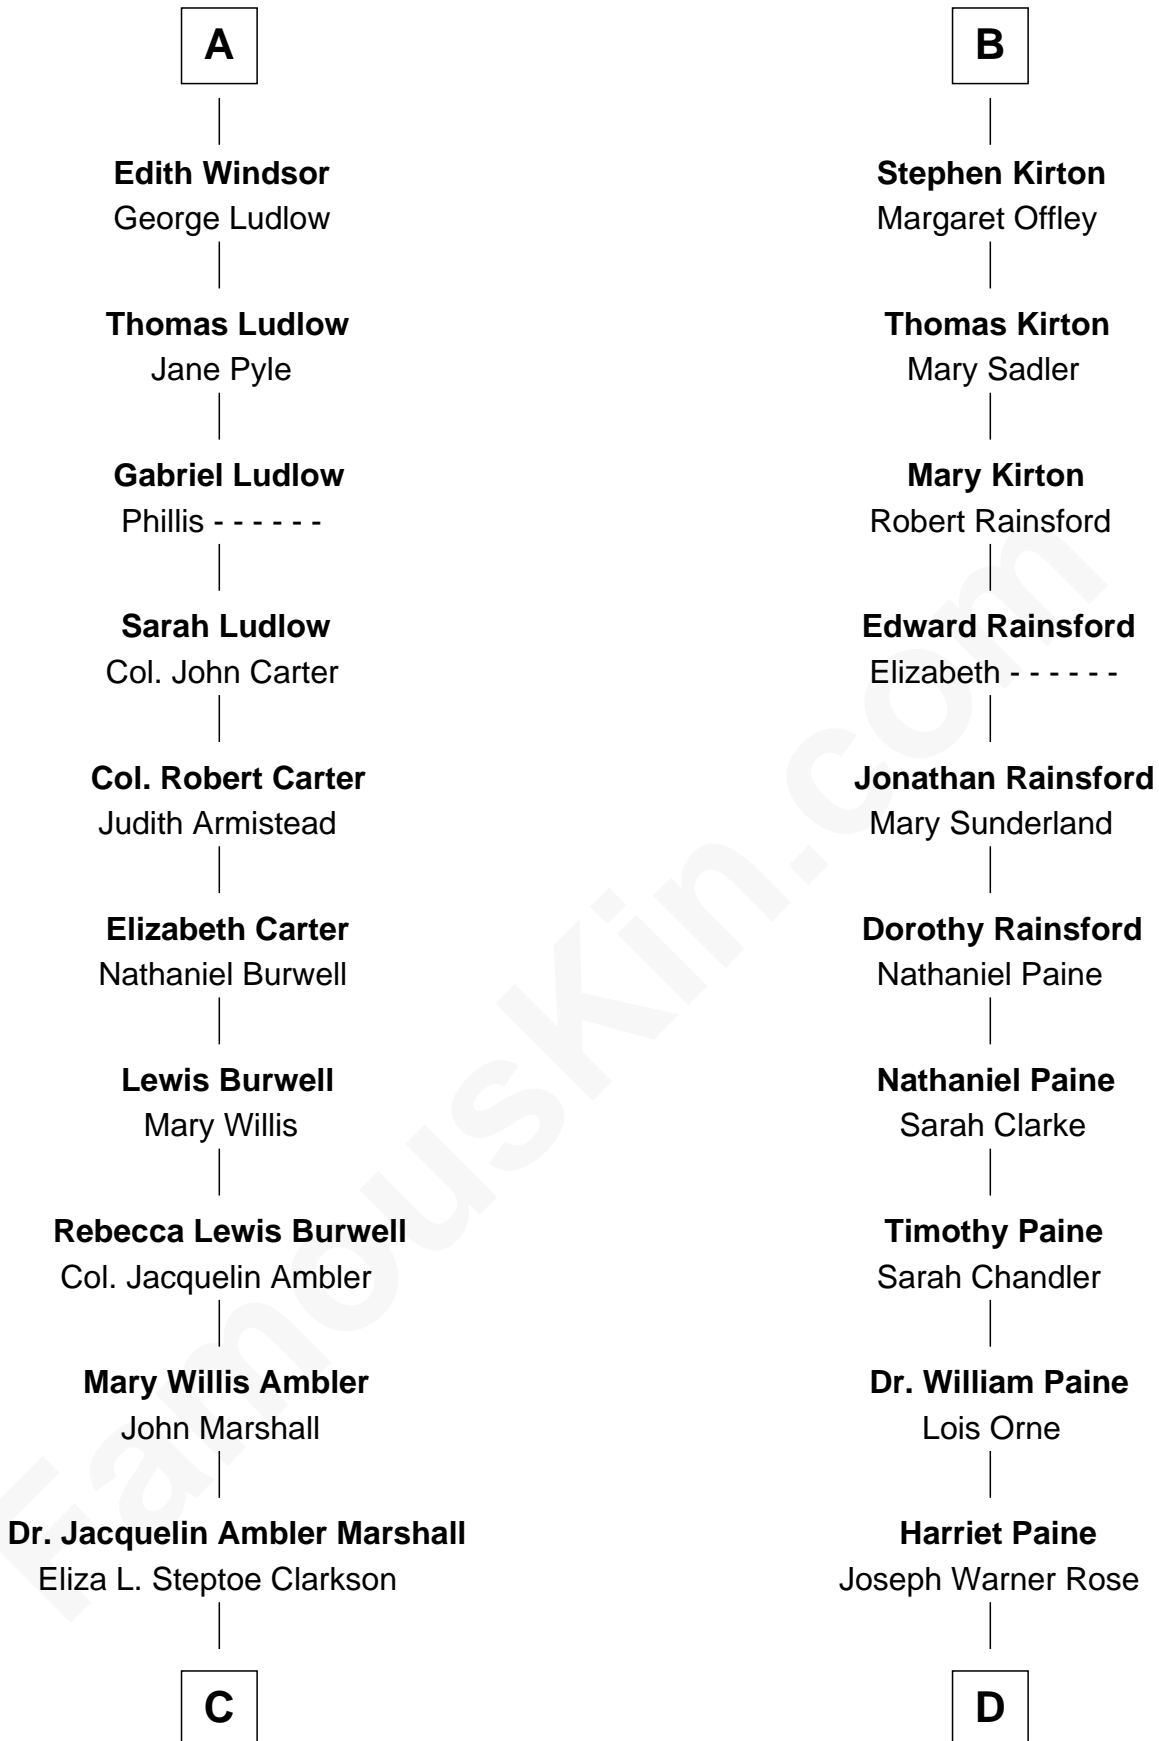 A
Edith Windsor
George Ludlow
Thomas Ludlow
Jane Pyle
Gabriel Ludlow
Phillis - - - - - -
Sarah Ludlow
Col. John Carter
Col. Robert Carter
Judith Armistead
Elizabeth Carter
Nathaniel Burwell
Lewis Burwell
Mary Willis
Rebecca Lewis Burwell
Col. Jacquelin Ambler
Mary Willis Ambler
John Marshall
Dr. Jacquelin Ambler Marshall
Eliza L. Steptoe Clarkson
C
B
Stephen Kirton
Margaret Offley
Thomas Kirton
Mary Sadler
Mary Kirton
Robert Rainsford
Edward Rainsford
Elizabeth - - - - - -
Jonathan Rainsford
Mary Sunderland
Dorothy Rainsford
Nathaniel Paine
Nathaniel Paine
Sarah Clarke
Timothy Paine
Sarah Chandler
Dr. William Paine
Lois Orne
Harriet Paine
Joseph Warner Rose
D
FamousKin.com